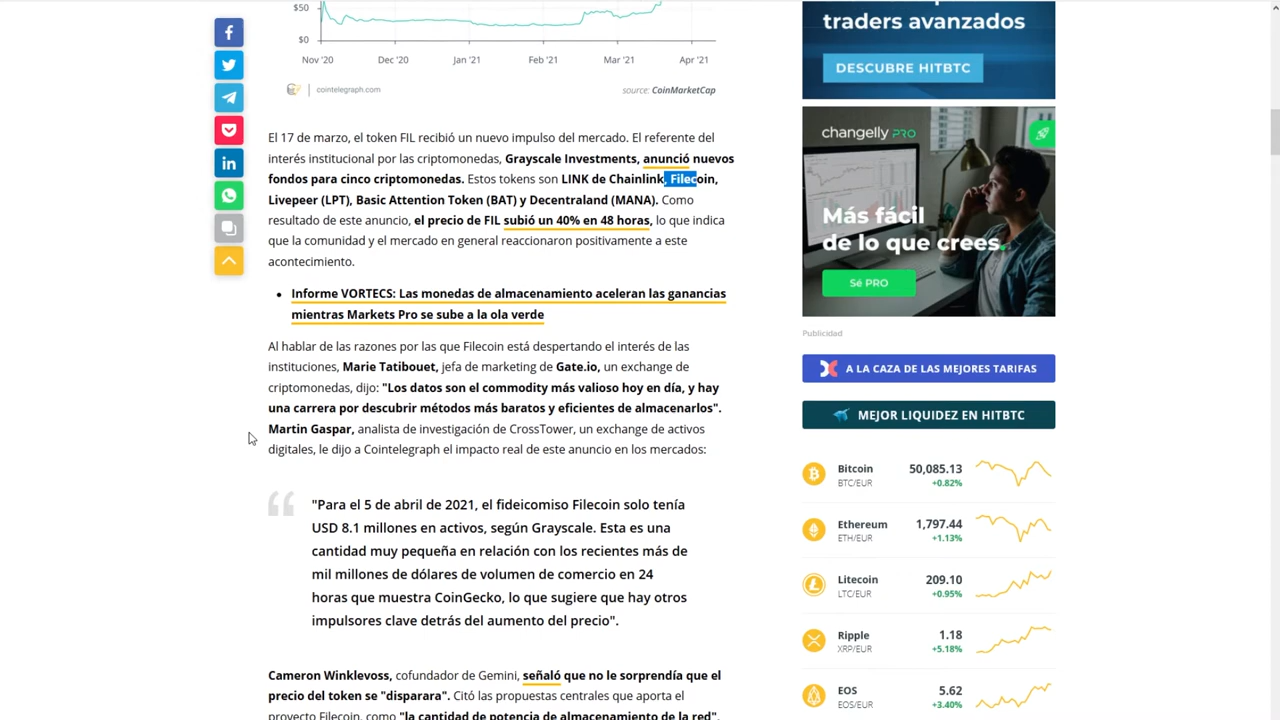 $50
$0
Nov '20 Dec '20 Jan '21 Feb '21 Mar '21 Apr '21
cointelegraph.com source: CoinMarketCap
El 17 de marzo, el token FIL recibió un nuevo impulso del mercado. El referente del
interés institucional por las criptomonedas, Grayscale Investments, anunció nuevos
fondos para cinco criptomonedas. Estos tokens son LINK de Chainlink, Filecoin,
Livepeer (LPT), Basic Attention Token (BAT) y Decentraland (MANA). Como
resultado de este anuncio, el precio de FIL subió un 40% en 48 horas, lo que indica
que la comunidad y el mercado en general reaccionaron positivamente a este
acontecimiento.
• Informe VORTECS: Las monedas de almacenamiento aceleran las ganancias
mientras Markets Pro se sube a la ola verde
Al hablar de las razones por las que Filecoin está despertando el interés de las
instituciones, Marie Tatibouet, jefa de marketing de Gate.io, un exchange de
criptomonedas, dijo: "Los datos son el commodity más valioso hoy en día, y hay
una carrera por descubrir métodos más baratos y eficientes de almacenarlos".
Martin Gaspar, analista de investigación de CrossTower, un exchange de activos
digitales, le dijo a Cointelegraph el impacto real de este anuncio en los mercados:
"Para el 5 de abril de 2021, el fideicomiso Filecoin solo tenía
USD 8.1 millones en activos, según Grayscale. Esta es una
cantidad muy pequeña en relación con los recientes más de
mil millones de dólares de volumen de comercio en 24
horas que muestra CoinGecko, lo que sugiere que hay otros
impulsores clave detrás del aumento del precio".
Cameron Winklevoss, cofundador de Gemini, señaló que no le sorprendía que el
precio del token se "disparara". Citó las propuestas centrales que aporta el
proyecto Filecoin, como "la cantidad de potencia de almacenamiento de la red",
traders avanzados
DESCUBRE HITBTC
changelly PRO
Más fácil
de lo que crees.
Sé PRO
Publicidad
A LA CAZA DE LAS MEJORES TARIFAS
MEJOR LIQUIDEZ EN HITBTC
Bitcoin 50,085.13
BTC/EUR +0.82%
Ethereum 1,797.44
ETH/EUR +1.13%
Litecoin 209.10
LTC/EUR +0.95%
Ripple 1.18
XRP/EUR +5.18%
EOS 5.62
EOS/EUR +3.40%